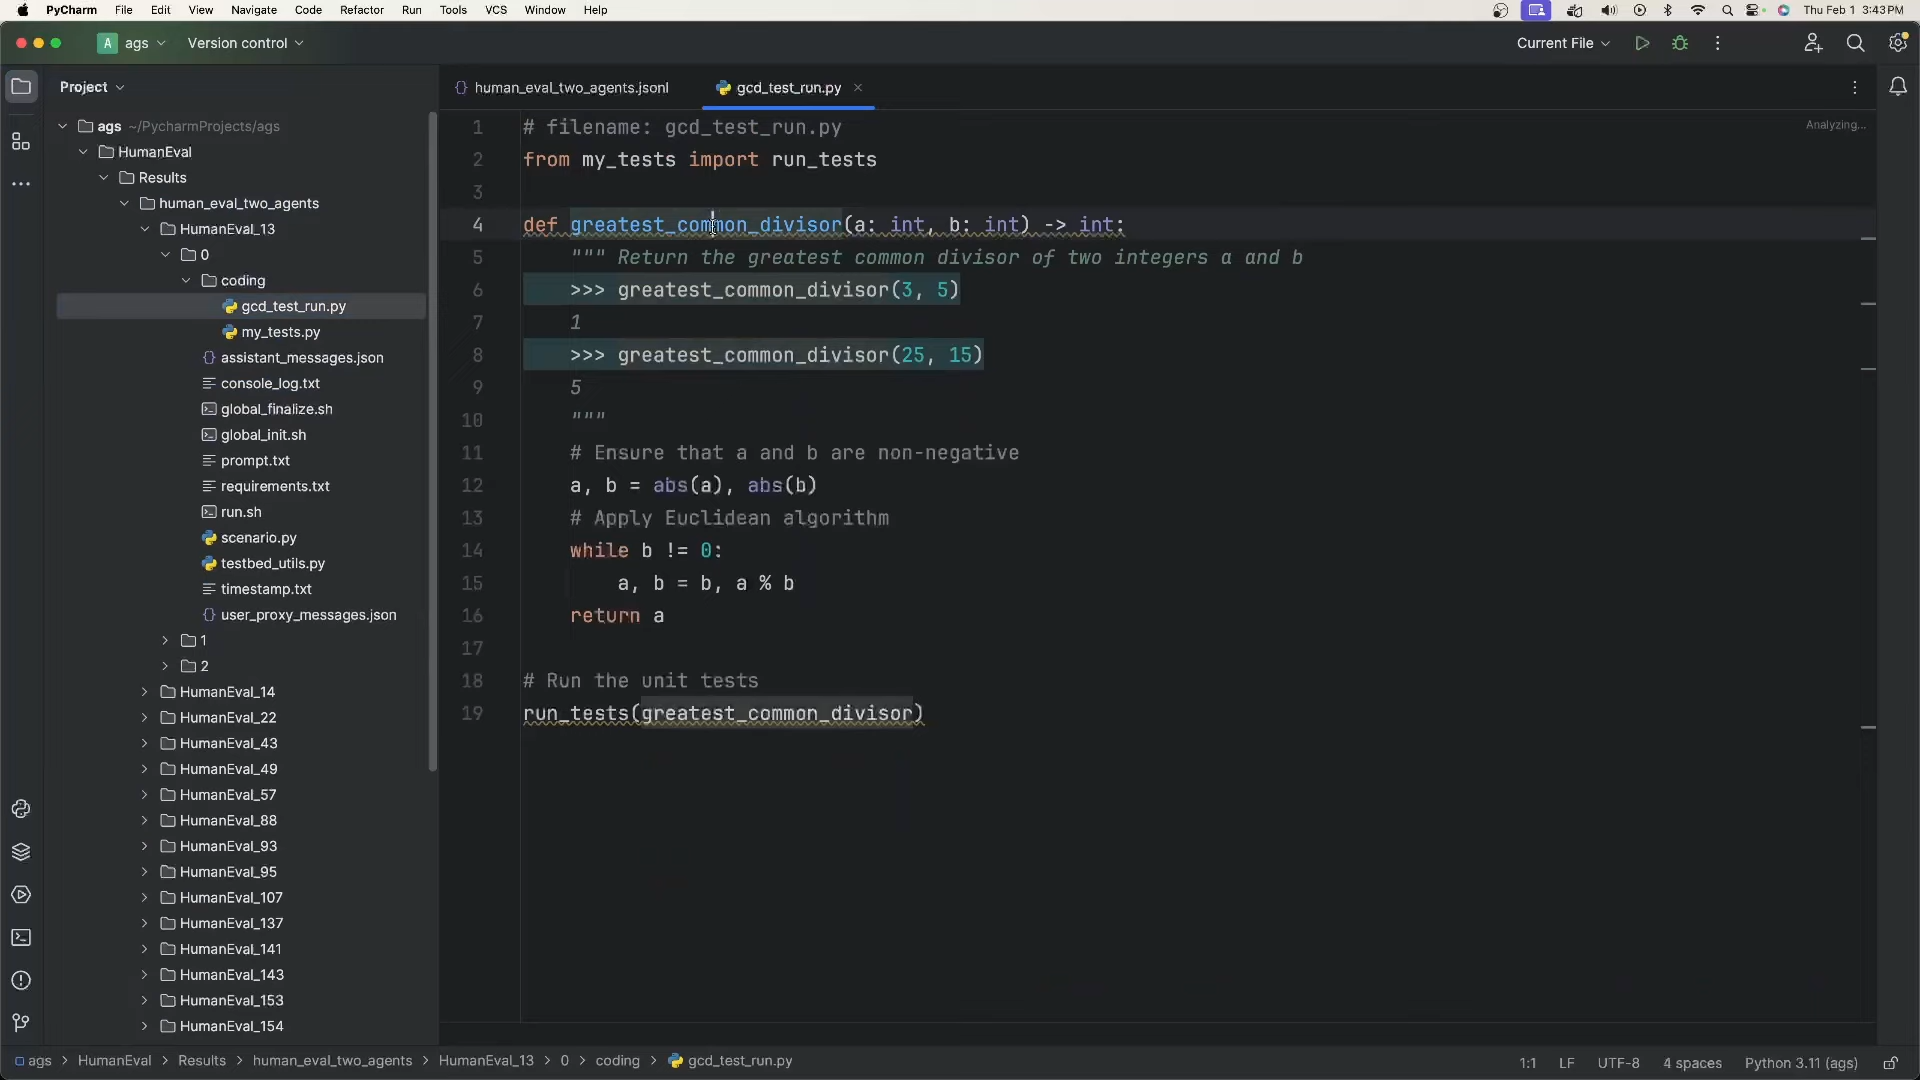 PyCharm File Edit View Navigate Code Refactor Run Tools VCS Window Help Thu Feb 1 3:43 PM
A ags Version control Current File
Project
ags ~/PycharmProjects/ags
HumanEval
Results
human_eval_two_agents
HumanEval_13
0
coding
gcd_test_run.py
my_tests.py
assistant_messages.json
console_log.txt
global_finalize.sh
global_init.sh
prompt.txt
requirements.txt
run.sh
scenario.py
testbed_utils.py
timestamp.txt
user_proxy_messages.json
1
2
HumanEval_14
HumanEval_22
HumanEval_43
HumanEval_49
HumanEval_57
HumanEval_88
HumanEval_93
HumanEval_95
HumanEval_107
HumanEval_137
HumanEval_141
HumanEval_143
HumanEval_153
HumanEval_154
human_eval_two_agents.jsonl gcd_test_run.py
Analyzing...
1 # filename: gcd_test_run.py
2 from my_tests import run_tests
3
4 def greatest_common_divisor(a: int, b: int) -> int:
5 """ Return the greatest common divisor of two integers a and b
6 >>> greatest_common_divisor(3, 5)
7 1
8 >>> greatest_common_divisor(25, 15)
9 5
10 """
11 # Ensure that a and b are non-negative
12 a, b = abs(a), abs(b)
13 # Apply Euclidean algorithm
14 while b != 0:
15 a, b = b, a % b
16 return a
17
18 # Run the unit tests
19 run_tests(greatest_common_divisor)
ags > HumanEval > Results > human_eval_two_agents > HumanEval_13 > 0 > coding > gcd_test_run.py 1:1 LF UTF-8 4 spaces Python 3.11 (ags)